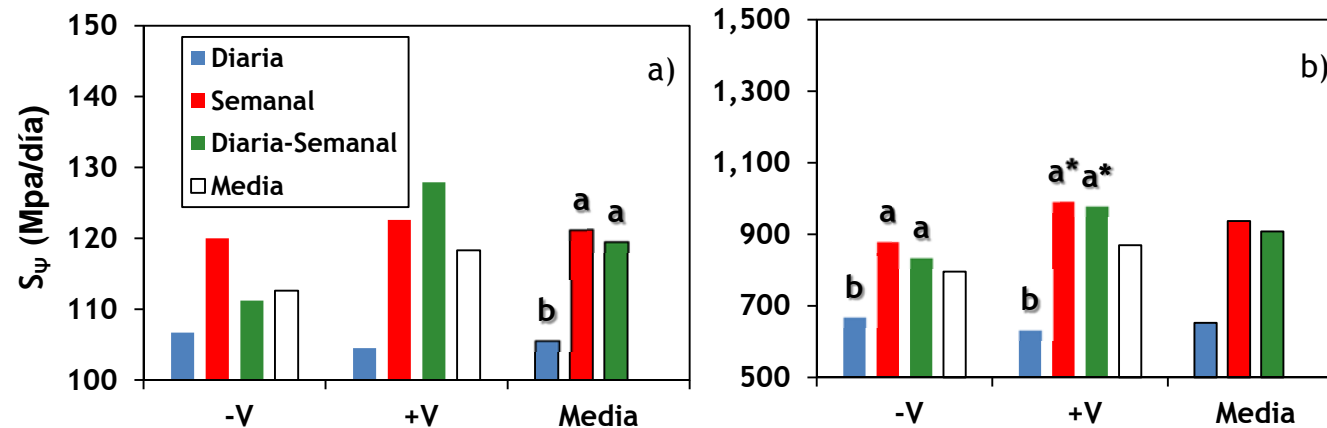 a)
S_Ψ (Mpa/día)
150
140
130
120
110
100
Diaria
Semanal
Diaria-Semanal
Media
b a a
-V +V Media
b)
1,500
1,300
1,100
900
700
500
b a a
b a* a*
-V +V Media